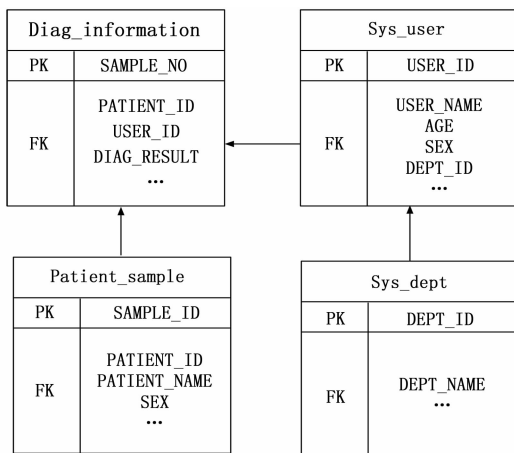 Diag_information
PK SAMPLE_NO
FK
PATIENT_ID
USER_ID
DIAG_RESULT
...
Sys_user
PK USER_ID
FK
USER_NAME
AGE
SEX
DEPT_ID
...
Patient_sample
PK SAMPLE_ID
FK
PATIENT_ID
PATIENT_NAME
SEX
...
Sys_dept
PK DEPT_ID
FK
DEPT_NAME
...